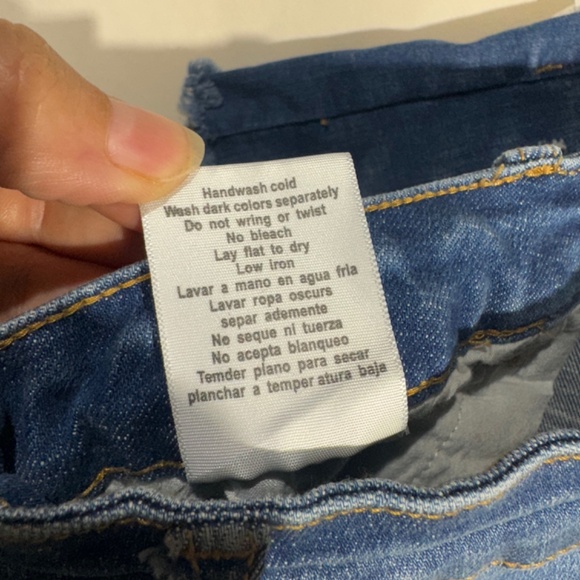 Handwash cold
Wash dark colors separately
Do not wring or twist
No bleach
Lay flat to dry
Low iron
Lavar a mano en agua fria
Lavar ropa oscurs
separ ademente
No seque ni tuerza
No acepta blanqueo
Temder plano para secar
planchar a temper atura baje